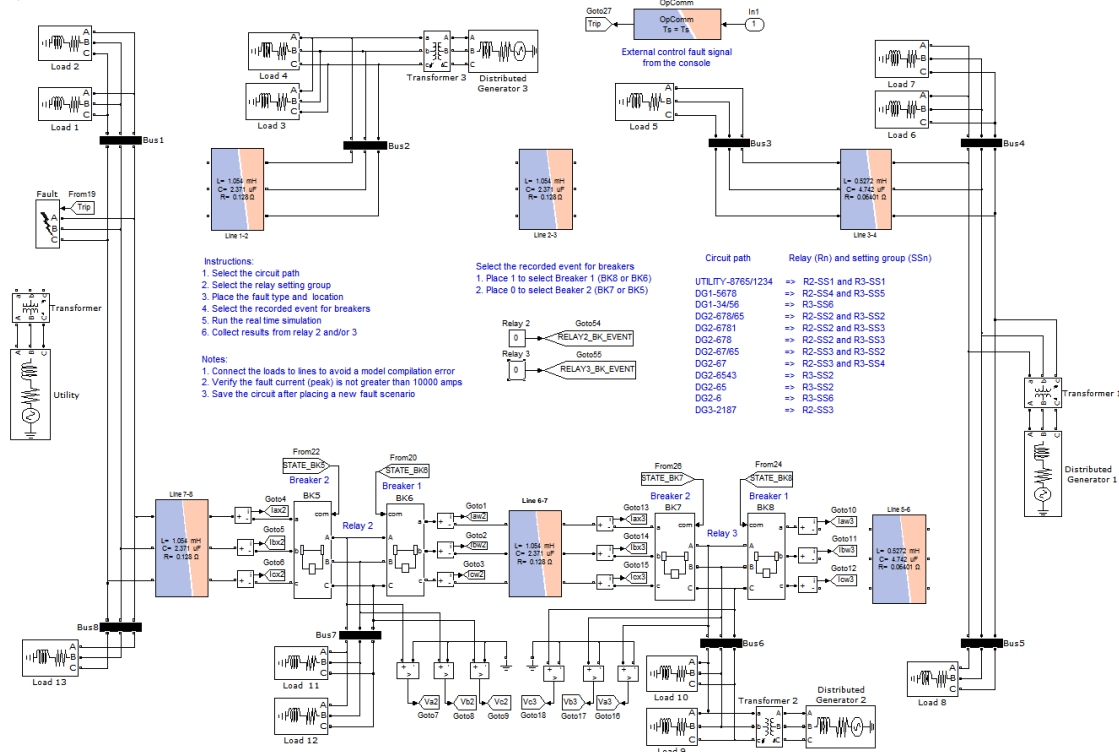 OpComm
Goto27
Trip
OpComm
Ts = Ts
In1
1
External control fault signal
from the console
A
B
C
Load 2
A
B
C
Load 1
Bus1
A
B
C
Load 4
A
B
C
Load 3
a
b
c
A
B
C
Transformer 3
A
B
C
Distributed
Generator 3
Bus2
A
B
C
Load 5
Bus3
A
B
C
Load 7
A
B
C
Load 6
Bus4
L= 1.054 mH
C= 2.371 uF
R= 0.128 Ω
Line 1-2
L= 1.054 mH
C= 2.371 uF
R= 0.128 Ω
Line 2-3
L= 0.5272 mH
C= 4.742 uF
R= 0.06401 Ω
Line 3-4
Fault
From19
Trip
A
B
C
Instructions:
1. Select the circuit path
2. Select the relay setting group
3. Place the fault type and location
4. Select the recorded event for breakers
5. Run the real time simulation
6. Collect results from relay 2 and/or 3
Notes:
1. Connect the loads to lines to avoid a model compilation error
2. Verify the fault current (peak) is not greater than 10000 amps
3. Save the circuit after placing a new fault scenario
Select the recorded event for breakers
1. Place 1 to select Breaker 1 (BK8 or BK6)
2. Place 0 to select Beaker 2 (BK7 or BK5)
Relay 2
0
Goto54
RELAY2_BK_EVENT
Relay 3
0
Goto55
RELAY3_BK_EVENT
Circuit path Relay (Rn) and setting group (SSn)
UTILITY-8765/1234 => R2-SS1 and R3-SS1
DG1-5678 => R2-SS4 and R3-SS5
DG1-34/56 => R3-SS6
DG2-678/65 => R2-SS2 and R3-SS2
DG2-6781 => R2-SS2 and R2-SS3
DG2-678 => R2-SS2 and R2-SS3
DG2-67/65 => R2-SS3 and R3-SS2
DG2-67 => R2-SS3 and R3-SS4
DG2-6543 => R3-SS2
DG2-65 => R3-SS2
DG2-6 => R3-SS6
DG3-2187 => R2-SS3
Transformer
A B C
A B C
Utility
Transformer 1
A B C
A B C
Distributed
Generator 1
Line 7-8
L= 1.054 mH
C= 2.371 uF
R= 0.128 Ω
Goto4
Iax2
Goto5
Ibx2
Goto6
Icx2
From22
STATE_BK5
Breaker 2
BK5
com
a
b
c
A
B
C
Relay 2
From20
STATE_BK6
Breaker 1
BK6
com
a
b
c
A
B
C
Goto1
Iaw2
Goto2
Ibw2
Goto3
Icw2
Line 6-7
L= 1.054 mH
C= 2.371 uF
R= 0.128 Ω
Goto13
Iax3
Goto14
Ibx3
Goto15
Icx3
From26
STATE_BK7
Breaker 2
BK7
com
a
b
c
A
B
C
Relay 3
From24
STATE_BK8
Breaker 1
BK8
com
a
b
c
A
B
C
Goto10
Iaw3
Goto11
Ibw3
Goto12
Icw3
Line 5-6
L= 0.5272 mH
C= 4.742 uF
R= 0.06401 Ω
Bus8
A
B
C
Load 13
Bus7
A
B
C
Load 11
A
B
C
Load 12
Va2
Goto7
Vb2
Goto8
Vc2
Goto9
Vc3
Goto18
Vb3
Goto17
Va3
Goto16
Bus6
A
B
C
Load 10
A
B
C
Load 9
Transformer 2
a
b
c
A
B
C
Distributed
Generator 2
A
B
C
Bus5
A
B
C
Load 8